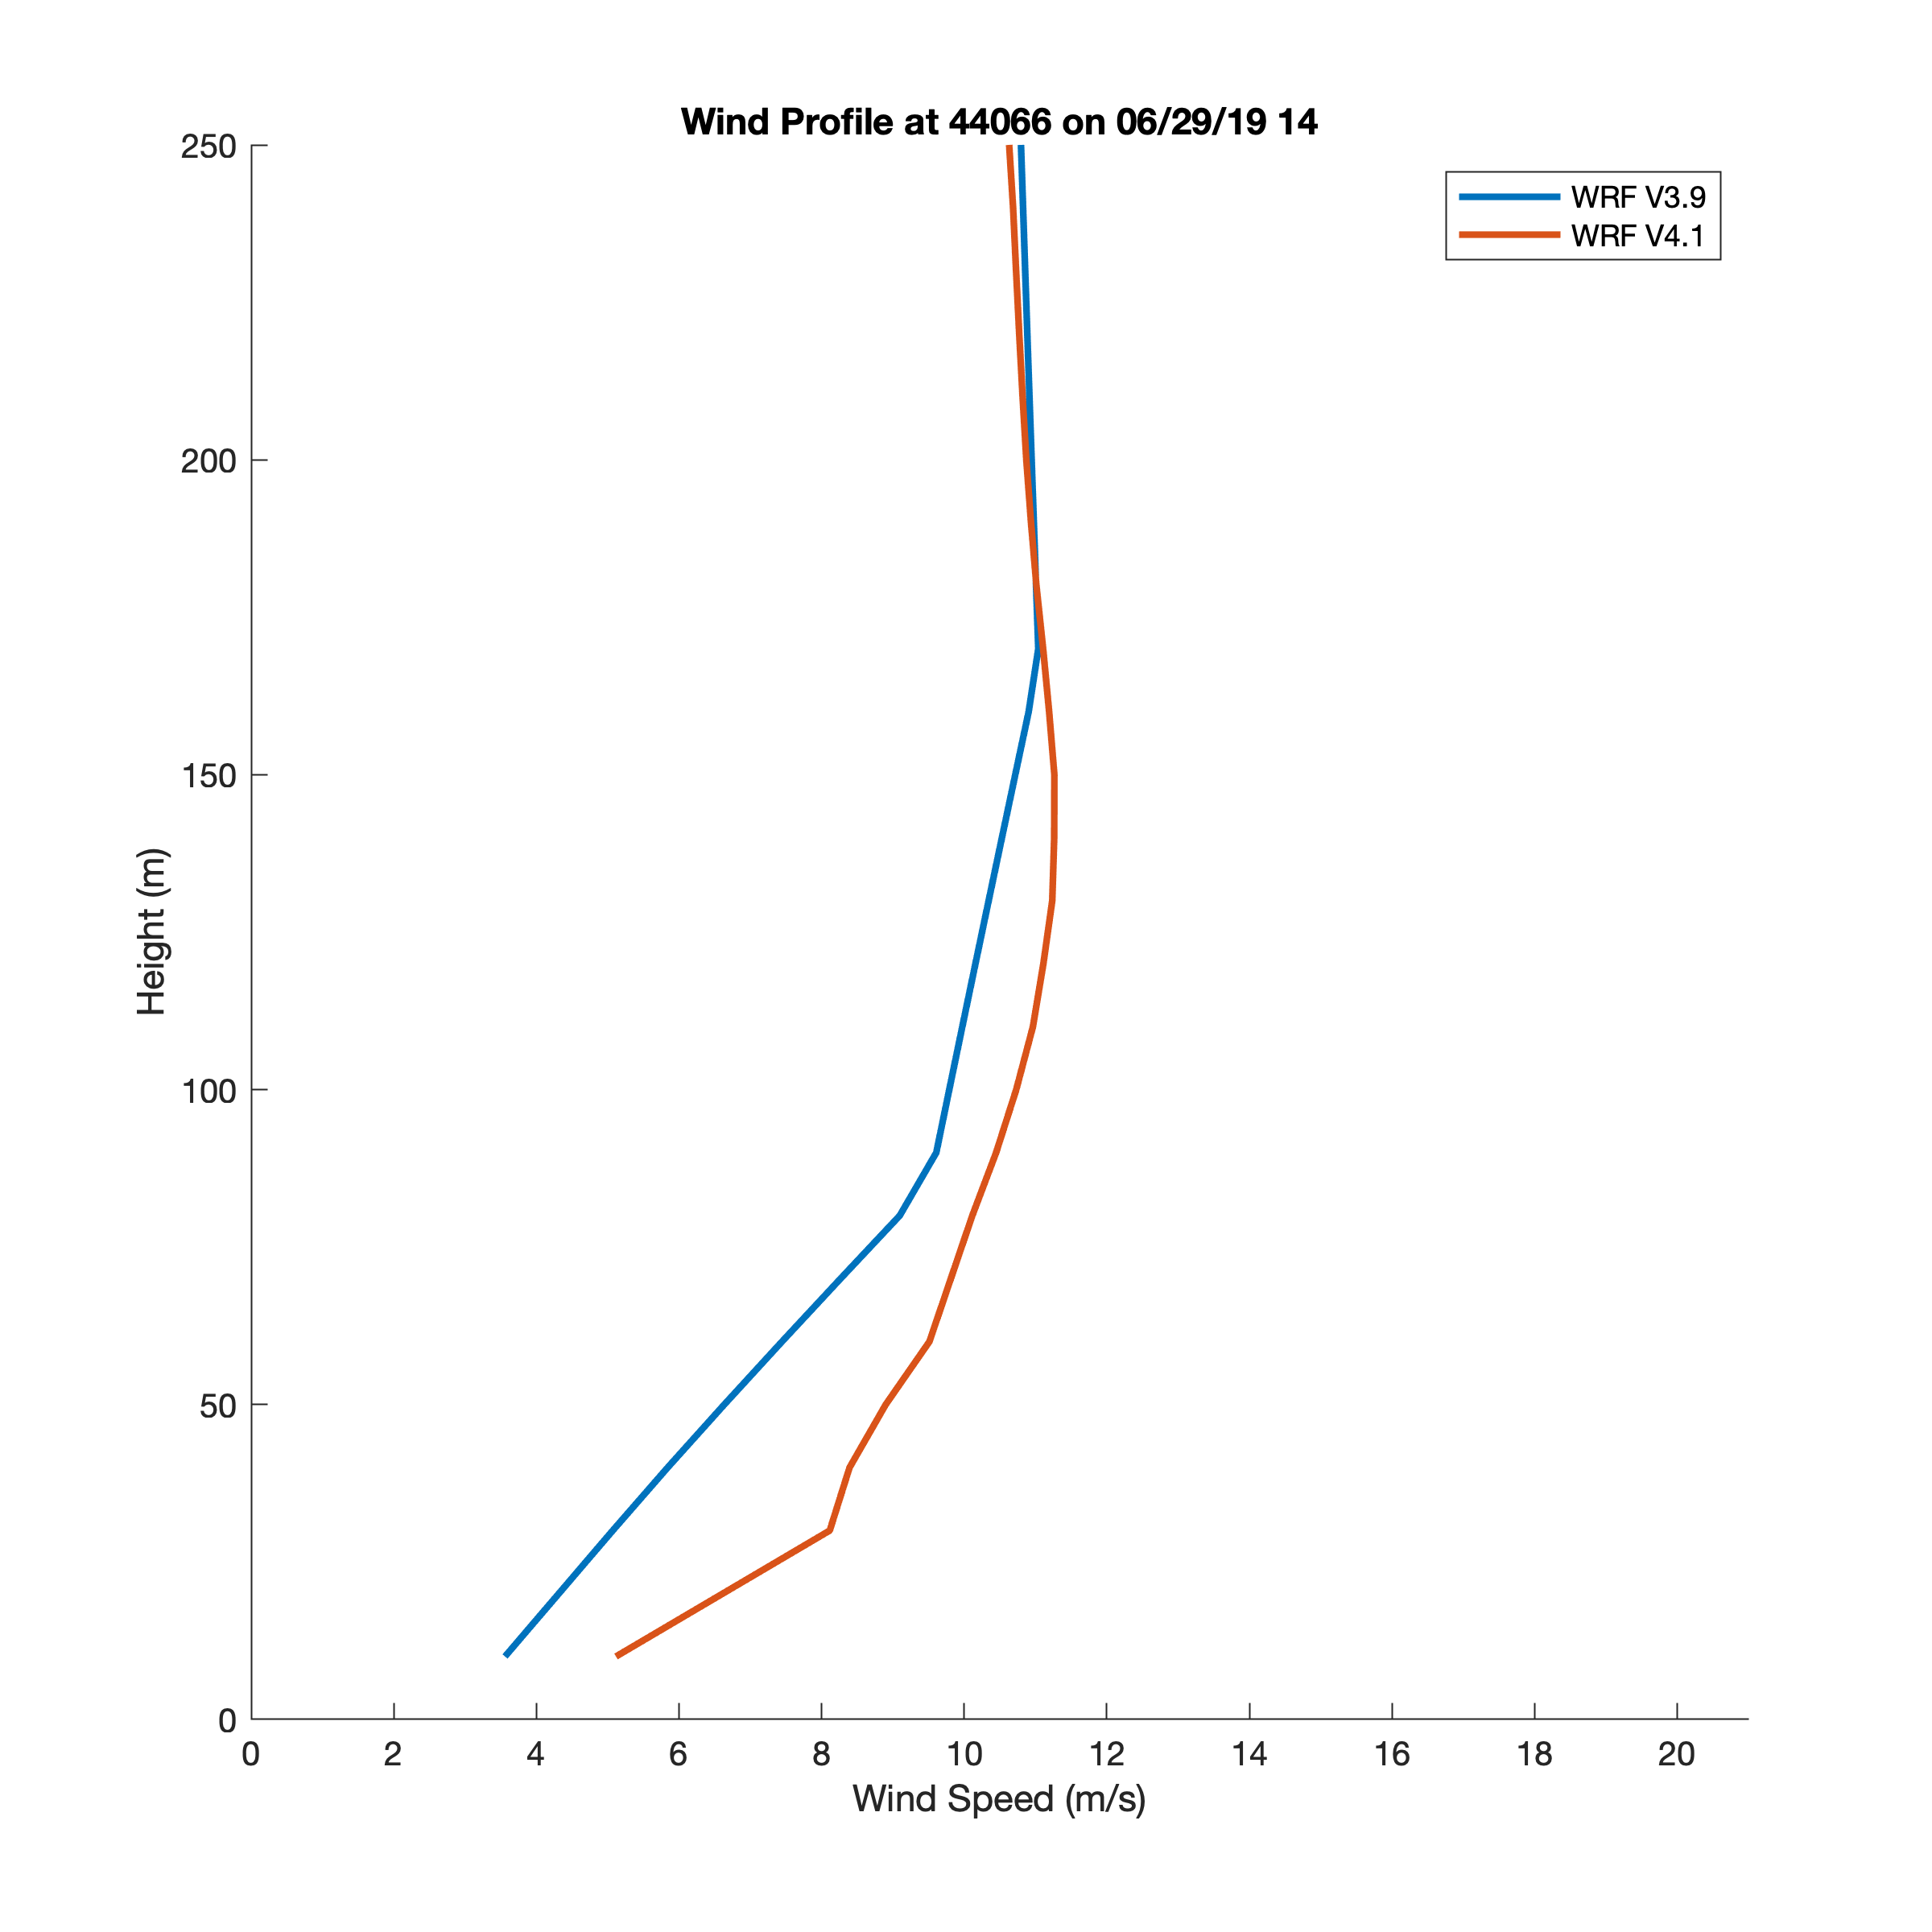 Wind Profile at 44066 on 06/29/19 14
WRF V3.9
WRF V4.1
250
200
150
100
50
0
Height (m)
0 2 4 6 8 10 12 14 16 18 20
Wind Speed (m/s)